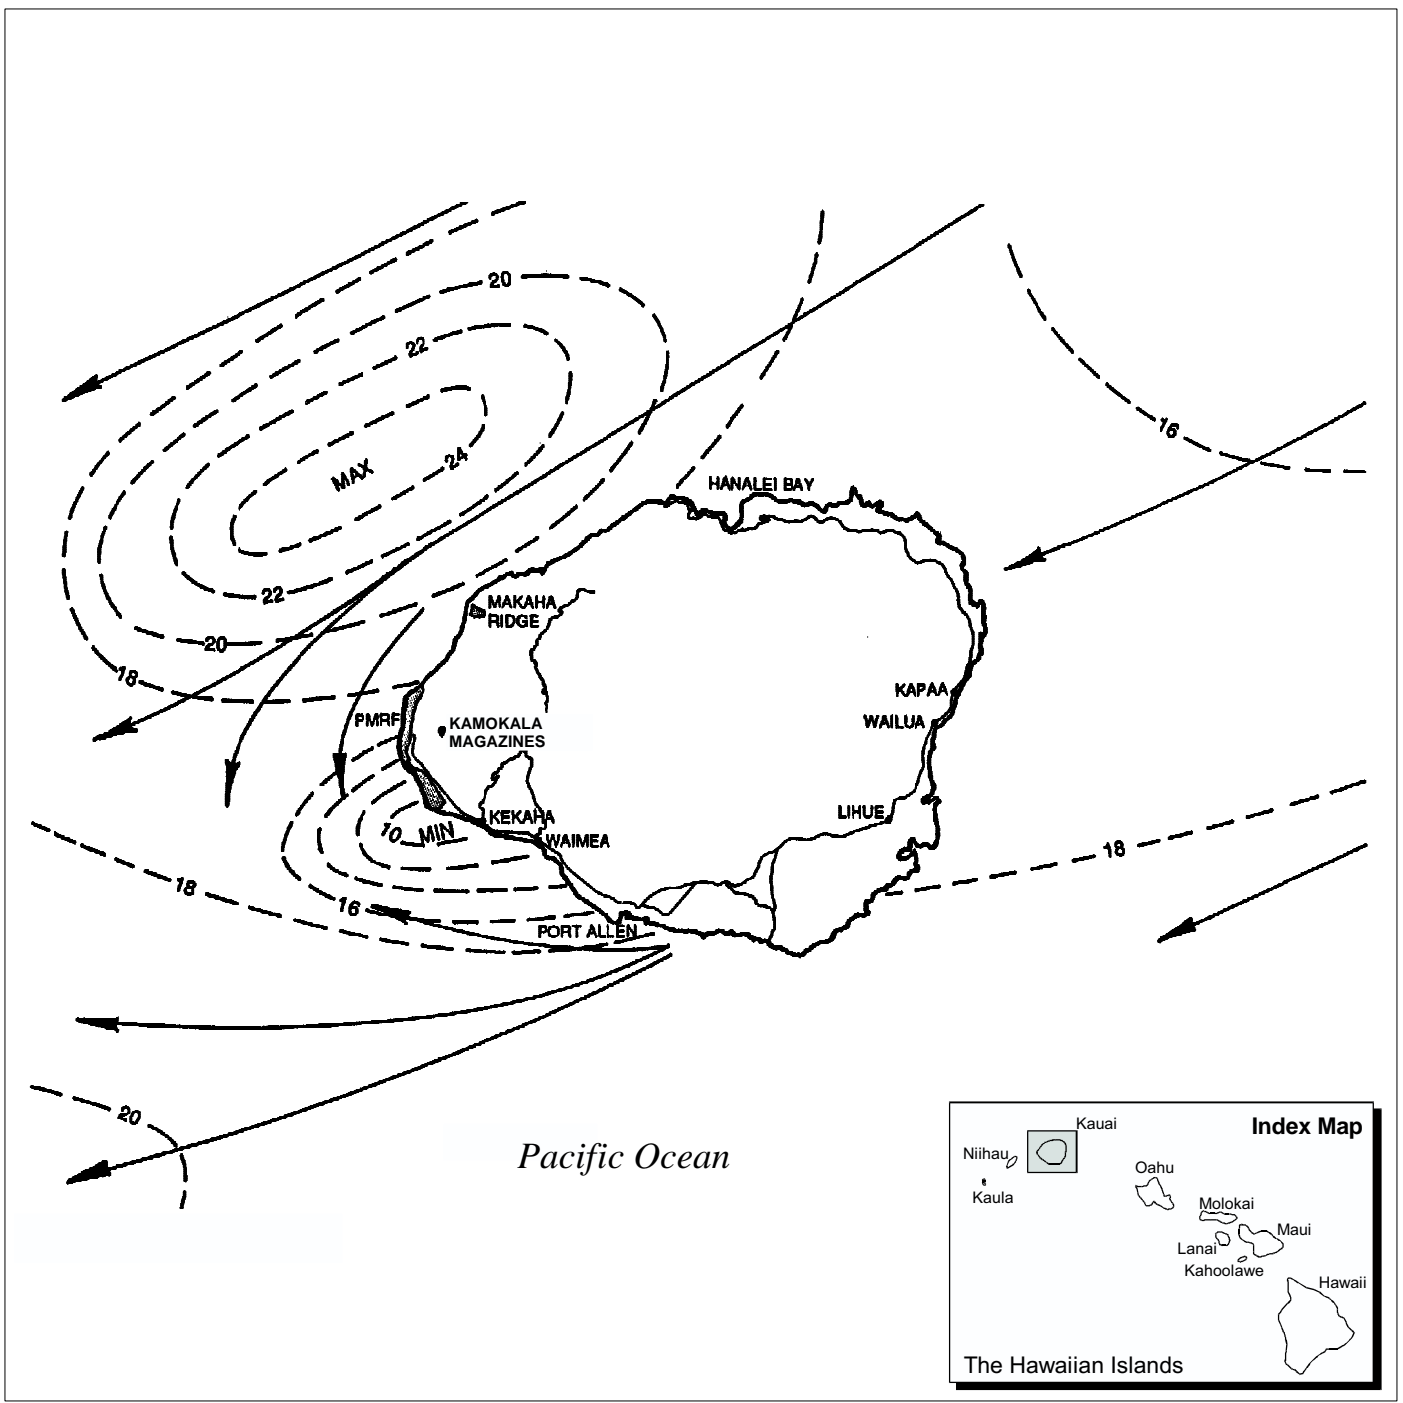 20
22
24
MAX
16
HANALEI BAY
22
MAKAHA
RIDGE
20
18
KAPAA
PMRF
WAILUA
KAMOKALA
MAGAZINES
LIHUE
KEKAHA
10
MIN
WAIMEA
18
18
16
PORT ALLEN
20
Pacific Ocean
Index Map
Kauai
Niihau
Kaula
Oahu
Molokai
Maui
Lanai
Kahoolawe
Hawaii
The Hawaiian Islands